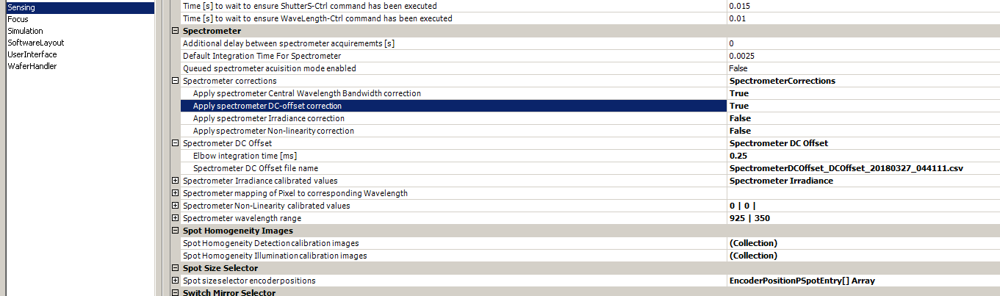 Sensing
Focus
Simulation
SoftwareLayout
UserInterface
WaferHandler
Time [s] to wait to ensure ShutterS-Ctrl command has been executed 0.015
Time [s] to wait to ensure WaveLength-Ctrl command has been executed 0.01
Spectrometer
Additional delay between spectrometer acquirements [s] 0
Default Integration Time For Spectrometer 0.0025
Queued spectrometer acuisition mode enabled False
Spectrometer corrections SpectrometerCorrections
Apply spectrometer Central Wavelength Bandwidth correction True
Apply spectrometer DC-offset correction True
Apply spectrometer Irradiance correction False
Apply spectrometer Non-linearity correction False
Spectrometer DC Offset Spectrometer DC Offset
Elbow integration time [ms] 0.25
Spectrometer DC Offset file name SpectrometerDCOffset_DCOffset_20180327_044111.csv
Spectrometer Irradiance calibrated values Spectrometer Irradiance
Spectrometer mapping of Pixel to corresponding Wavelength
Spectrometer Non-Linearity calibrated values 0 | 0 |
Spectrometer wavelength range 925 | 350
Spot Homogeneity Images
Spot Homogeneity Detection calibration images (Collection)
Spot Homogeneity Illumination calibration images (Collection)
Spot Size Selector
Spot size selector encoder positions EncoderPositionPSpotEntry[] Array
Switch Mirror Selector